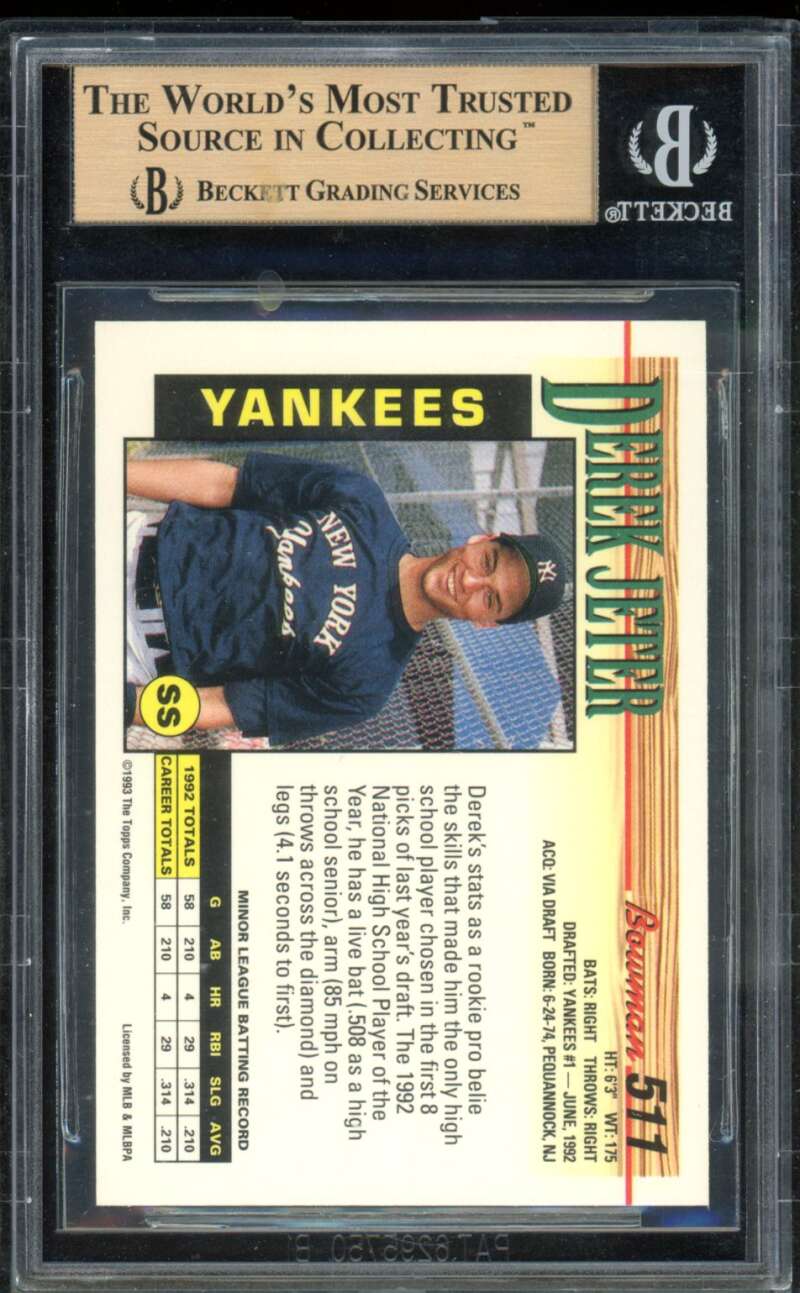 THE WORLD'S MOST TRUSTED
SOURCE IN COLLECTING™
B BECKETT GRADING SERVICES
B
BECKETT®
DEREK JETER
Bowman 511
HT: 6'3" WT: 175
BATS: RIGHT THROWS: RIGHT
DRAFTED: YANKEES #1 — JUNE, 1992
ACQ: VIA DRAFT BORN: 6-24-74, PEQUANNOCK, NJ
YANKEES
NY
NEW YORK
Yankees
SS
Derek's stats as a rookie pro belie
the skills that made him the only high
school player chosen in the first 8
picks of last year's draft. The 1992
National High School Player of the
Year, he has a live bat (.508 as a high
school senior), arm (85 mph on
throws across the diamond) and
legs (4.1 seconds to first).
MINOR LEAGUE BATTING RECORD
G AB HR RBI SLG AVG
1992 TOTALS 58 210 4 29 .314 .210
CAREER TOTALS 58 210 4 29 .314 .210
©1993 The Topps Company, Inc. Licensed by MLB & MLBPA
PAT.6295750 B1